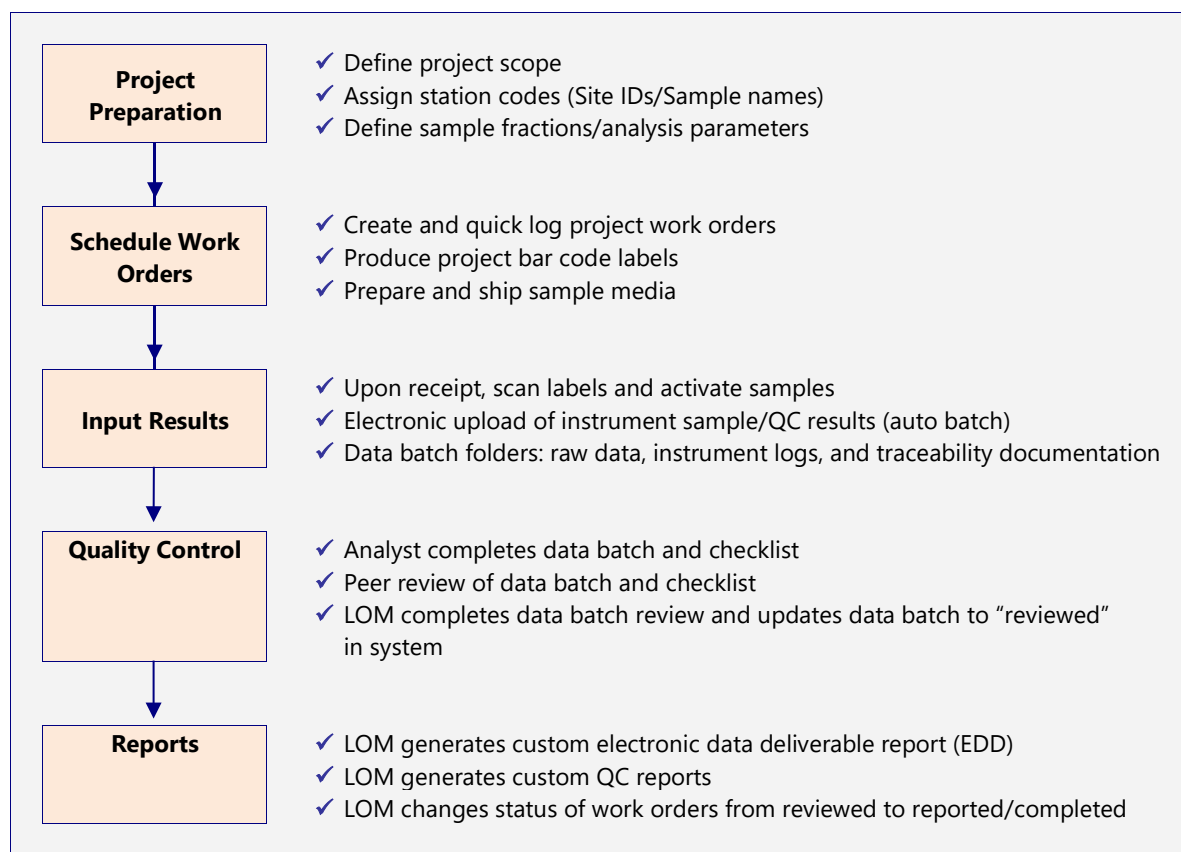 Project
Preparation
✓ Define project scope
✓ Assign station codes (Site IDs/Sample names)
✓ Define sample fractions/analysis parameters
Schedule Work
Orders
✓ Create and quick log project work orders
✓ Produce project bar code labels
✓ Prepare and ship sample media
Input Results
✓ Upon receipt, scan labels and activate samples
✓ Electronic upload of instrument sample/QC results (auto batch)
✓ Data batch folders: raw data, instrument logs, and traceability documentation
Quality Control
✓ Analyst completes data batch and checklist
✓ Peer review of data batch and checklist
✓ LOM completes data batch review and updates data batch to “reviewed”
in system
Reports
✓ LOM generates custom electronic data deliverable report (EDD)
✓ LOM generates custom QC reports
✓ LOM changes status of work orders from reviewed to reported/completed